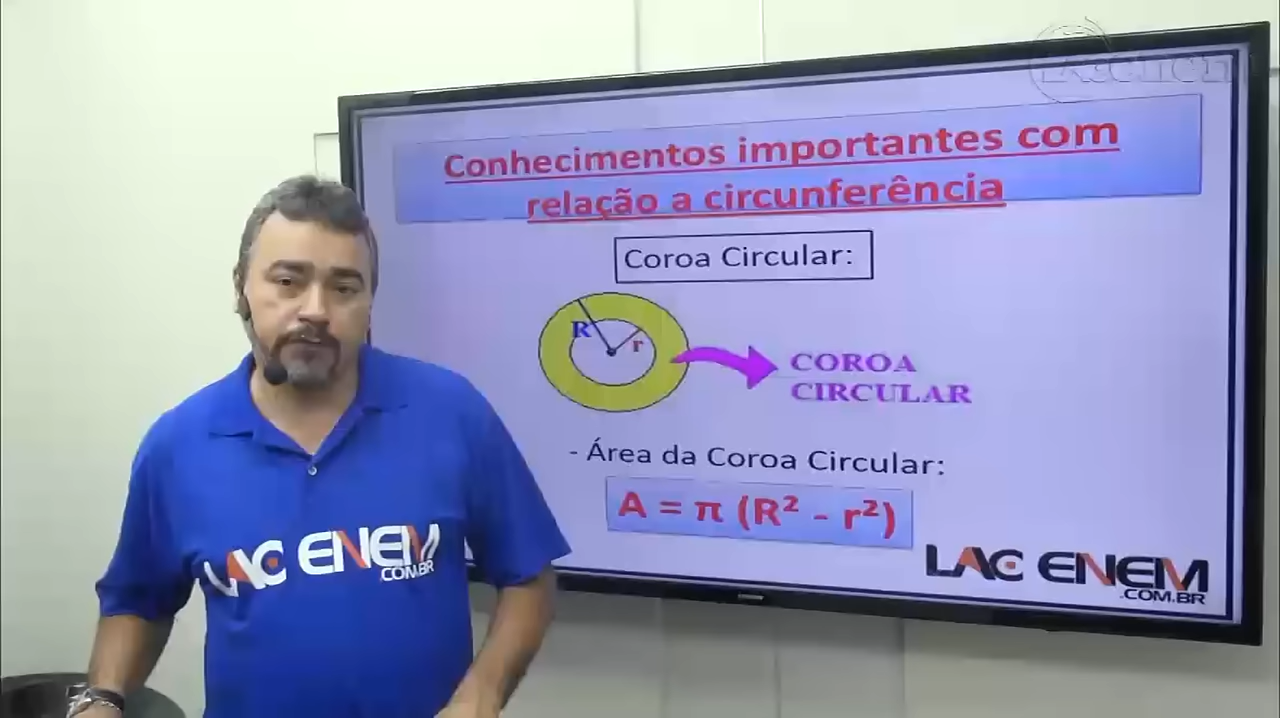 Conhecimentos importantes com
relação a circunferência
Coroa Circular:
R
r
COROA
CIRCULAR
- Área da Coroa Circular:
A = π (R² - r²)
LAC ENEM
.COM.BR
LAC ENEM
.COM.BR